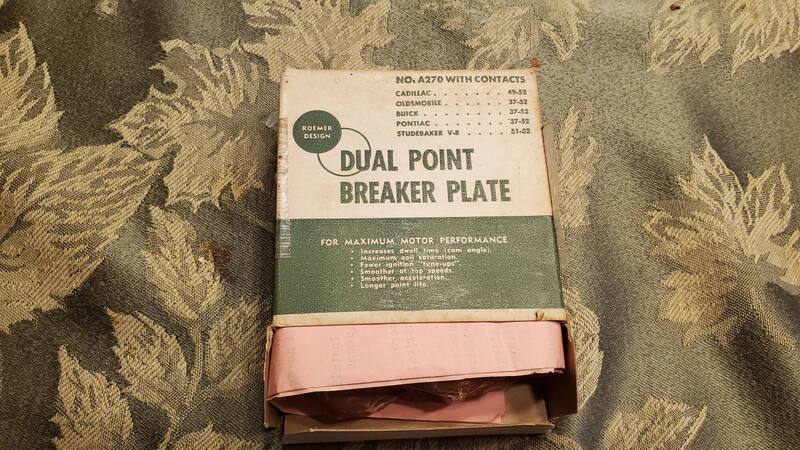 NO. A270 WITH CONTACTS
CADILLAC . . . . . . . 49-52
OLDSMOBILE . . . . . . 37-52
BUICK . . . . . . . . 37-52
PONTIAC . . . . . . . 37-52
STUDEBAKER V-8 . . . . . 51-52
ROEMER
DESIGN
DUAL POINT
BREAKER PLATE
FOR MAXIMUM MOTOR PERFORMANCE
• Increases dwell time (cam angle).
• Maximum coil saturation.
• Fewer ignition "tune-ups".
• Smoother at top speeds.
• Smoother acceleration.
• Longer point life.